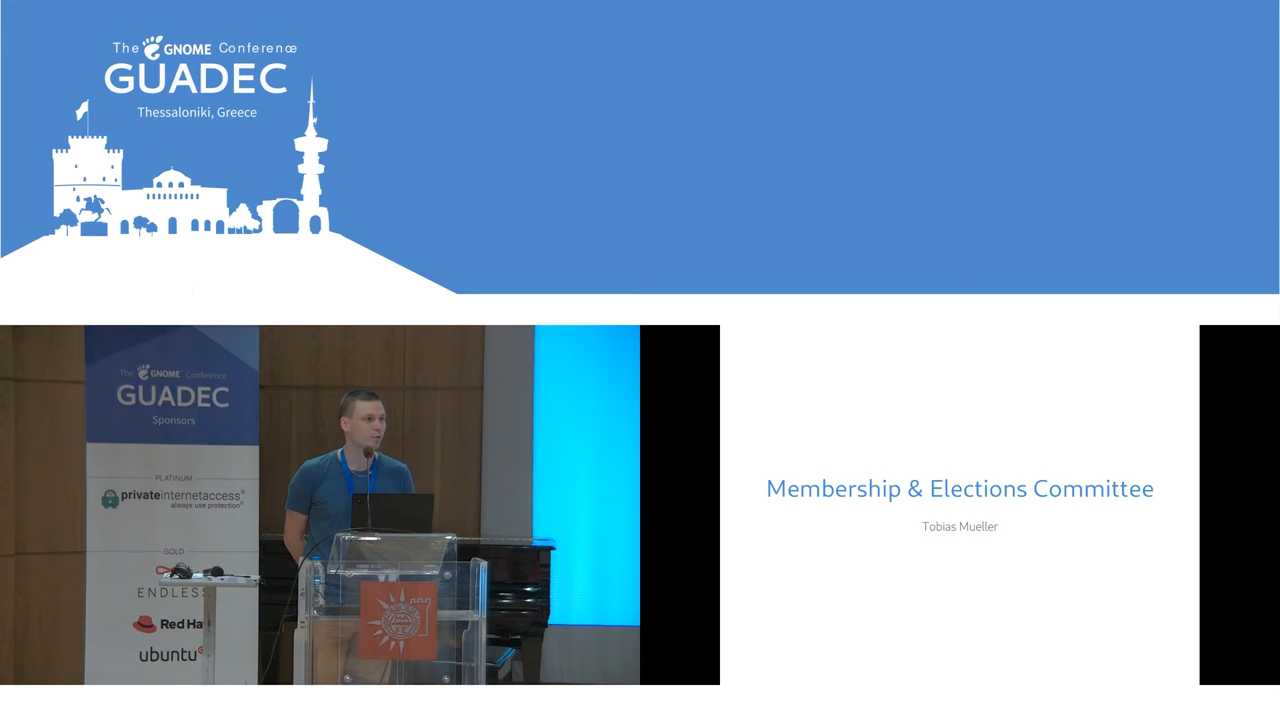 The GNOME Conference
GUADEC
Thessaloniki, Greece
The GNOME Conference
GUADEC
Sponsors
PLATINUM
privateinternetaccess®
always use protection®
GOLD
ENDLESS
Red Ha
ubuntu
Membership & Elections Committee
Tobias Mueller